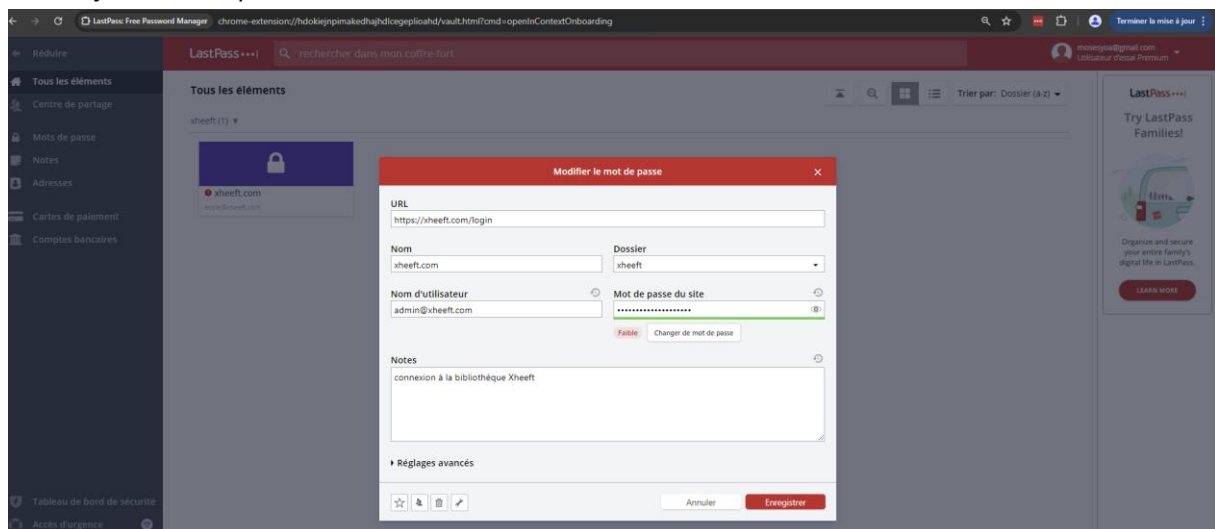 LastPass: Free Password Manager
chrome-extension://hdokiejnpimakedhajhdlcegeplioahd/vault.html?cmd=openInContextOnboarding
Terminer la mise à jour
Réduire
LastPass
rechercher dans mon coffre-fort
Utilisateur d'essai Premium
Tous les éléments
Centre de partage
Mots de passe
Notes
Adresses
Cartes de paiement
Comptes bancaires
Tableau de bord de sécurité
Accès d'urgence
Tous les éléments
Trier par: Dossier (a-z)
xheeft (1)
xheeft.com
Modifier le mot de passe
URL
https://xheeft.com/login
Nom
Dossier
xheeft.com
xheeft
Nom d'utilisateur
Mot de passe du site
admin@xheeft.com
•••••••••••••••••••
Faible
Changer de mot de passe
Notes
connexion à la bibliothèque Xheeft
Réglages avancés
Annuler
Enregistrer
LastPass
Try LastPass
Families!
Organize and secure
your entire family's
digital life in LastPass.
LEARN MORE